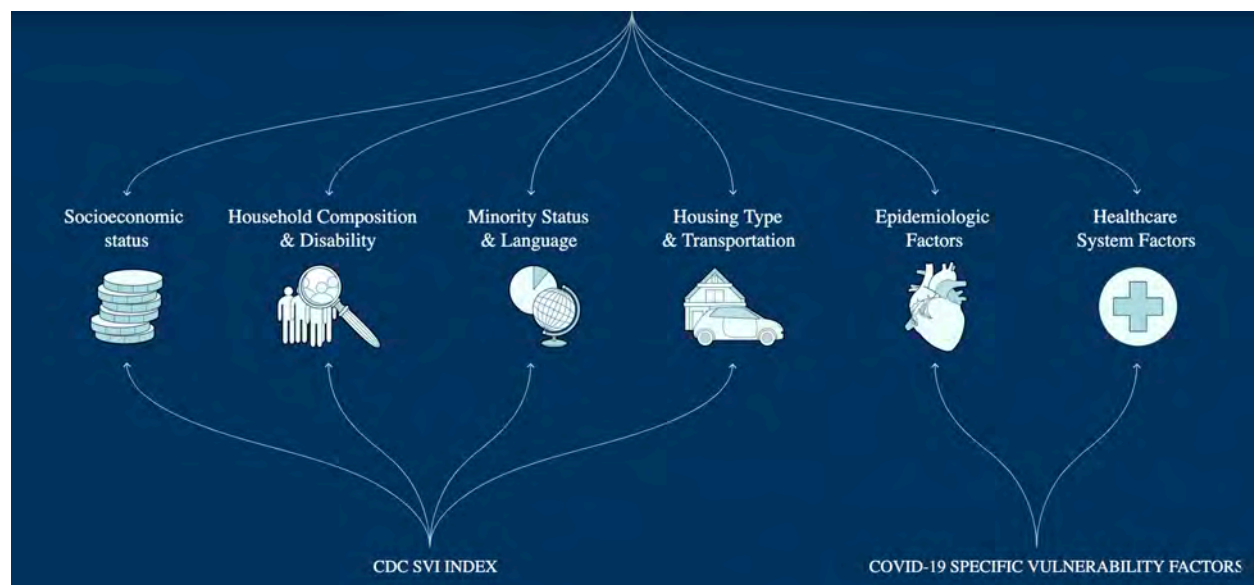 Socioeconomic
status
Household Composition
& Disability
Minority Status
& Language
Housing Type
& Transportation
Epidemiologic
Factors
Healthcare
System Factors
CDC SVI INDEX
COVID-19 SPECIFIC VULNERABILITY FACTORS